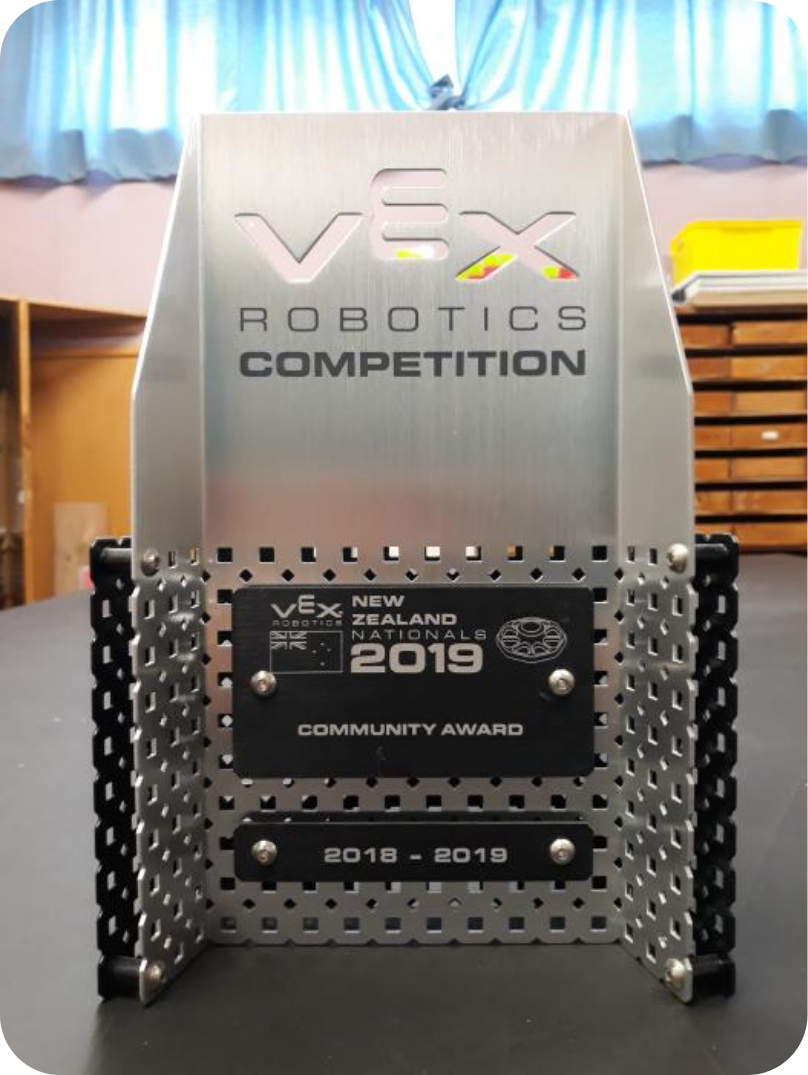 VEX
ROBOTICS
COMPETITION
VEX
ROBOTICS
NEW
ZEALAND
NATIONALS
2019
COMMUNITY AWARD
2018 - 2019